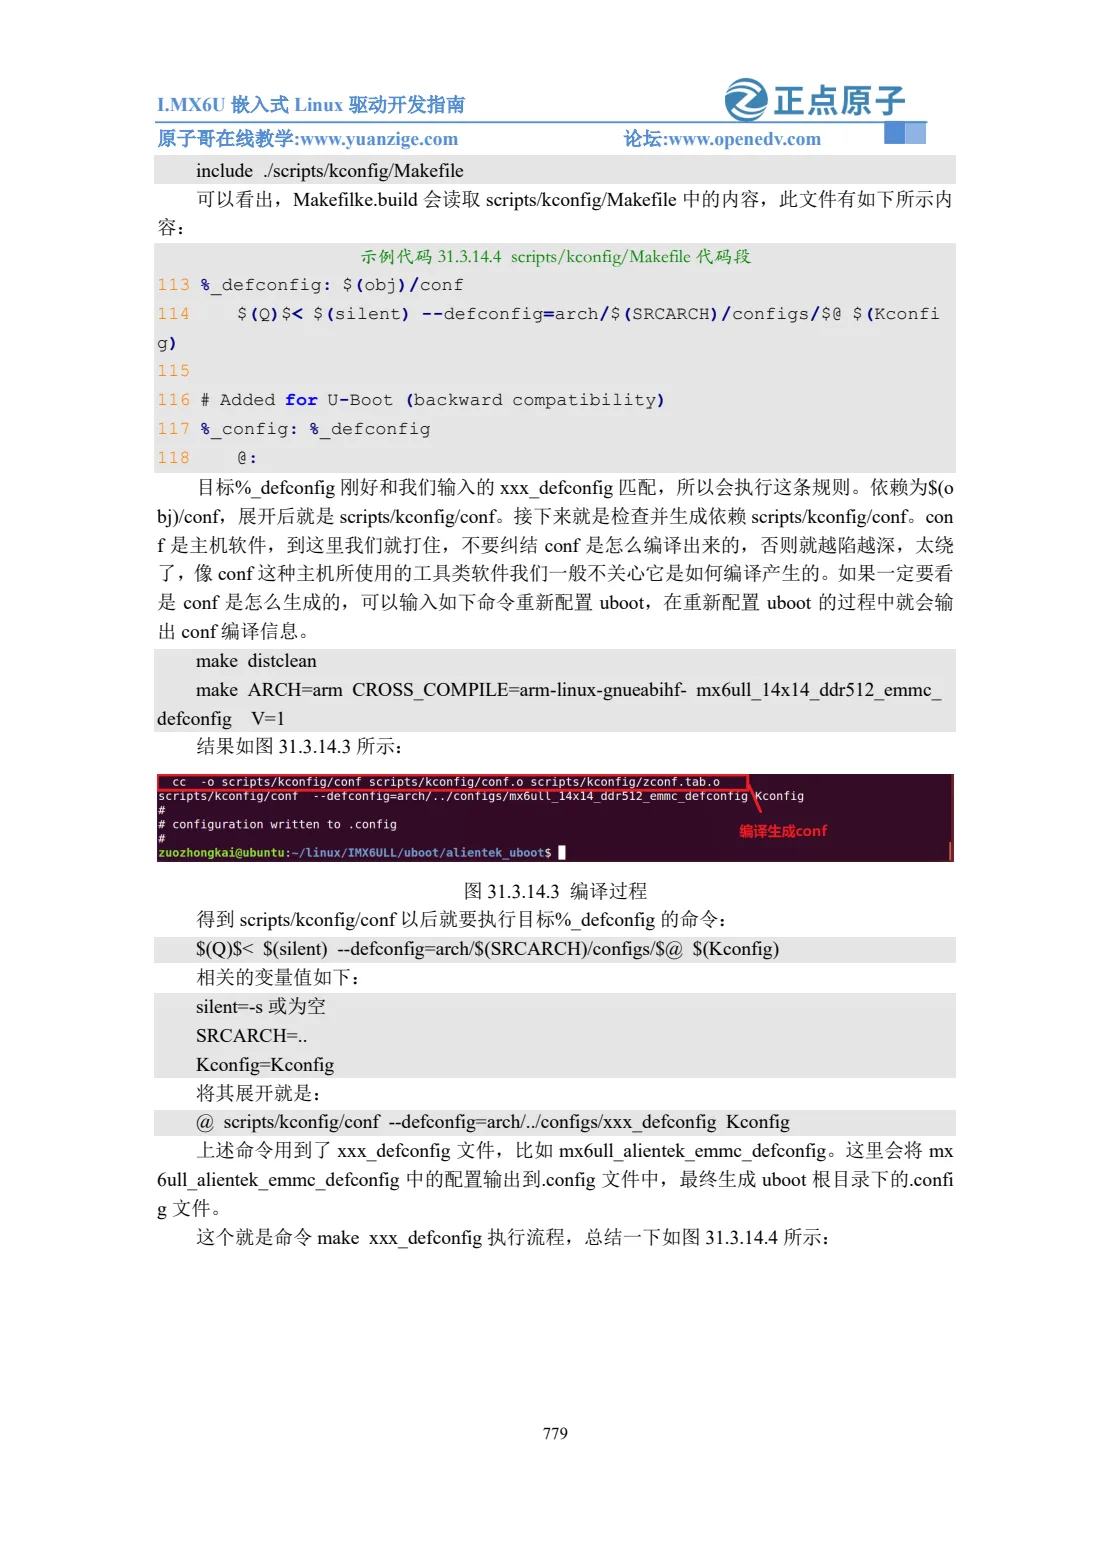 I.MX6U 嵌入式 Linux 驱动开发指南
正点原子
原子哥在线教学:www.yuanzige.com 论坛:www.openedv.com
include ./scripts/kconfig/Makefile
可以看出，Makefilke.build 会读取 scripts/kconfig/Makefile 中的内容，此文件有如下所示内
容：
示例代码 31.3.14.4 scripts/kconfig/Makefile 代码段
113 %_defconfig: $(obj)/conf
114 $(Q)$< $(silent) --defconfig=arch/$(SRCARCH)/configs/$@ $(Kconfi
g)
115
116 # Added for U-Boot (backward compatibility)
117 %_config: %_defconfig
118 @:
目标%_defconfig 刚好和我们输入的 xxx_defconfig 匹配，所以会执行这条规则。依赖为$(o
bj)/conf，展开后就是 scripts/kconfig/conf。接下来就是检查并生成依赖 scripts/kconfig/conf。con
f 是主机软件，到这里我们就打住，不要纠结 conf 是怎么编译出来的，否则就越陷越深，太绕
了，像 conf 这种主机所使用的工具类软件我们一般不关心它是如何编译产生的。如果一定要看
是 conf 是怎么生成的，可以输入如下命令重新配置 uboot，在重新配置 uboot 的过程中就会输
出 conf 编译信息。
make distclean
make ARCH=arm CROSS_COMPILE=arm-linux-gnueabihf- mx6ull_14x14_ddr512_emmc_
defconfig V=1
结果如图 31.3.14.3 所示：
cc -o scripts/kconfig/conf scripts/kconfig/conf.o scripts/kconfig/zconf.tab.o
scripts/kconfig/conf --defconfig=arch/../configs/mx6ull_14x14_ddr512_emmc_defconfig Kconfig
#
# configuration written to .config
编译生成conf
#
zuozhongkai@ubuntu:~/linux/IMX6ULL/uboot/alientek_uboot$
图 31.3.14.3 编译过程
得到 scripts/kconfig/conf 以后就要执行目标%_defconfig 的命令：
$(Q)$< $(silent) --defconfig=arch/$(SRCARCH)/configs/$@ $(Kconfig)
相关的变量值如下：
silent=-s 或为空
SRCARCH=..
Kconfig=Kconfig
将其展开就是：
@ scripts/kconfig/conf --defconfig=arch/../configs/xxx_defconfig Kconfig
上述命令用到了 xxx_defconfig 文件，比如 mx6ull_alientek_emmc_defconfig。这里会将 mx
6ull_alientek_emmc_defconfig 中的配置输出到.config 文件中，最终生成 uboot 根目录下的.confi
g 文件。
这个就是命令 make xxx_defconfig 执行流程，总结一下如图 31.3.14.4 所示：
779